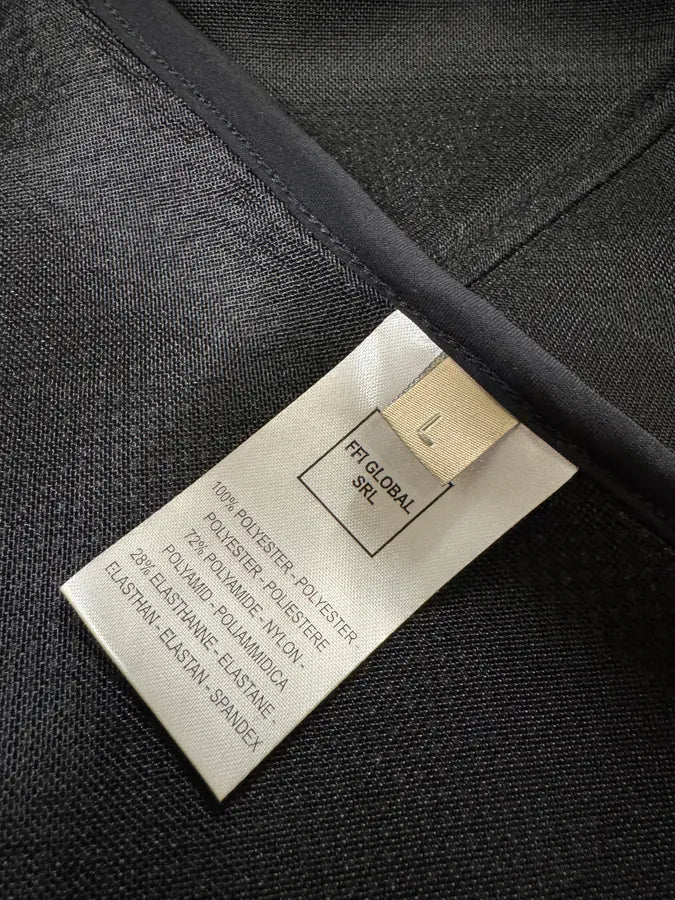 L
FFI GLOBAL
SRL
100% POLYESTER - POLYESTER -
POLYESTER - POLIESTERE
72% POLYAMIDE - NYLON -
POLYAMID - POLIAMMIDICA
28% ELASTHANNE - ELASTANE -
ELASTHAN - ELASTAN - SPANDEX